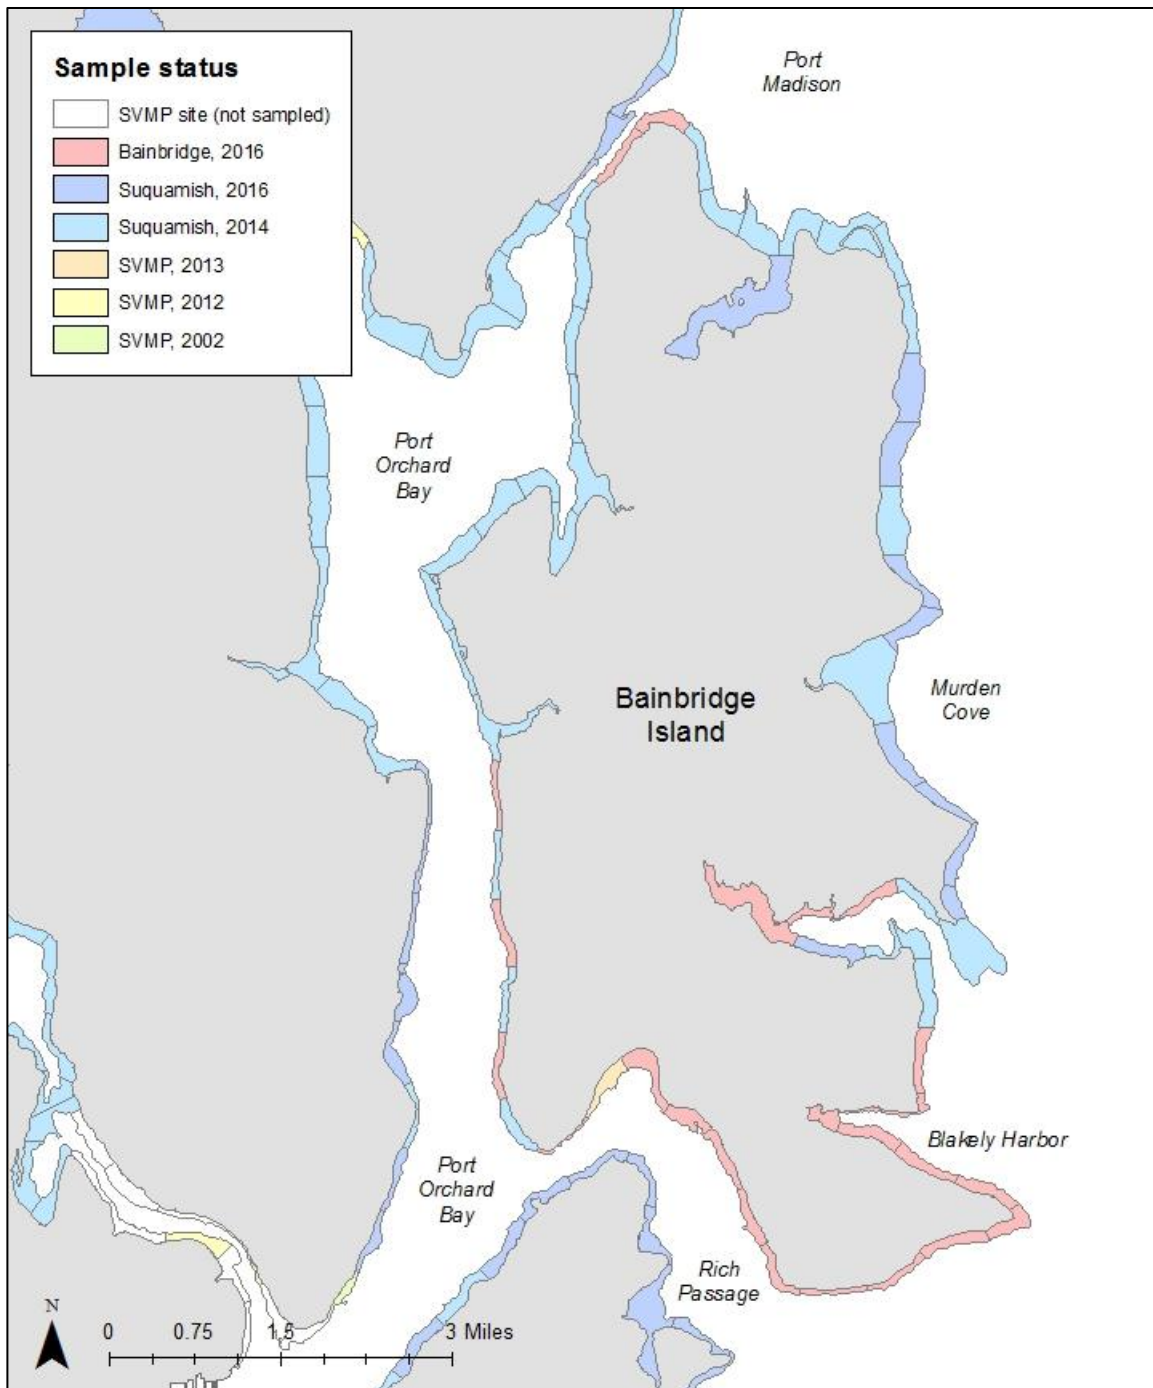 Sample status
SVMP site (not sampled)
Bainbridge, 2016
Suquamish, 2016
Suquamish, 2014
SVMP, 2013
SVMP, 2012
SVMP, 2002
Port
Madison
Port
Orchard
Bay
Bainbridge
Island
Murden
Cove
Blakely Harbor
Port
Orchard
Bay
Rich
Passage
N
0 0.75 1.5 3 Miles